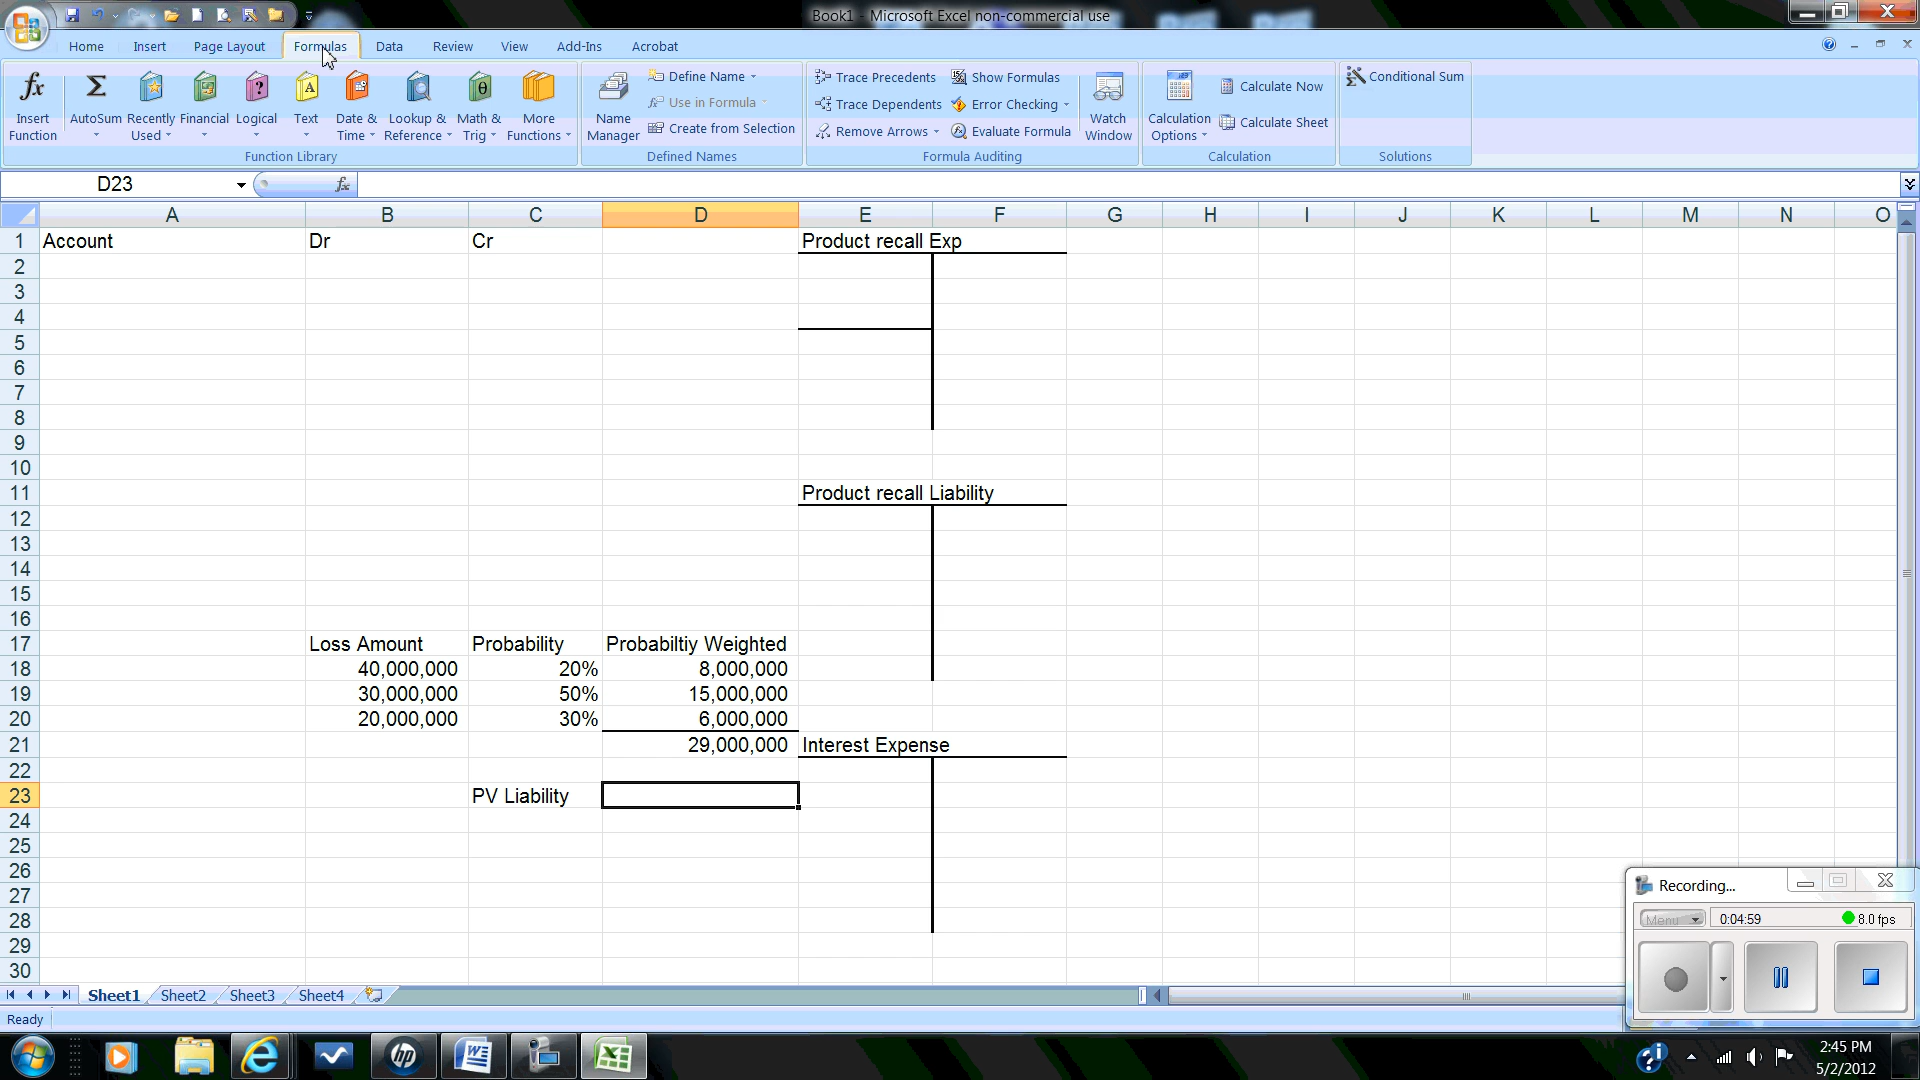 Book1 - Microsoft Excel non-commercial use
Home Insert Page Layout Formulas Data Review View Add-Ins Acrobat
fx Insert Function
Σ AutoSum
Recently Used
Financial
Logical
Text
Date & Time
Lookup & Reference
Math & Trig
More Functions
Function Library
Name Manager
Define Name
Use in Formula
Create from Selection
Defined Names
Trace Precedents
Trace Dependents
Remove Arrows
Show Formulas
Error Checking
Evaluate Formula
Formula Auditing
Watch Window
Calculation Options
Calculate Now
Calculate Sheet
Calculation
Conditional Sum
Solutions
D23 fx
A B C D E F G H I J K L M N O
1 Account Dr Cr Product recall Exp
2
3
4
5
6
7
8
9
10
11 Product recall Liability
12
13
14
15
16
17 Loss Amount Probability Probabiltiy Weighted
18 40,000,000 20% 8,000,000
19 30,000,000 50% 15,000,000
20 20,000,000 30% 6,000,000
21 29,000,000 Interest Expense
22
23 PV Liability
24
25
26
27
28
29
30
Recording...
Menu 0:04:59 8.0 fps
Sheet1 Sheet2 Sheet3 Sheet4
Ready
2:45 PM
5/2/2012